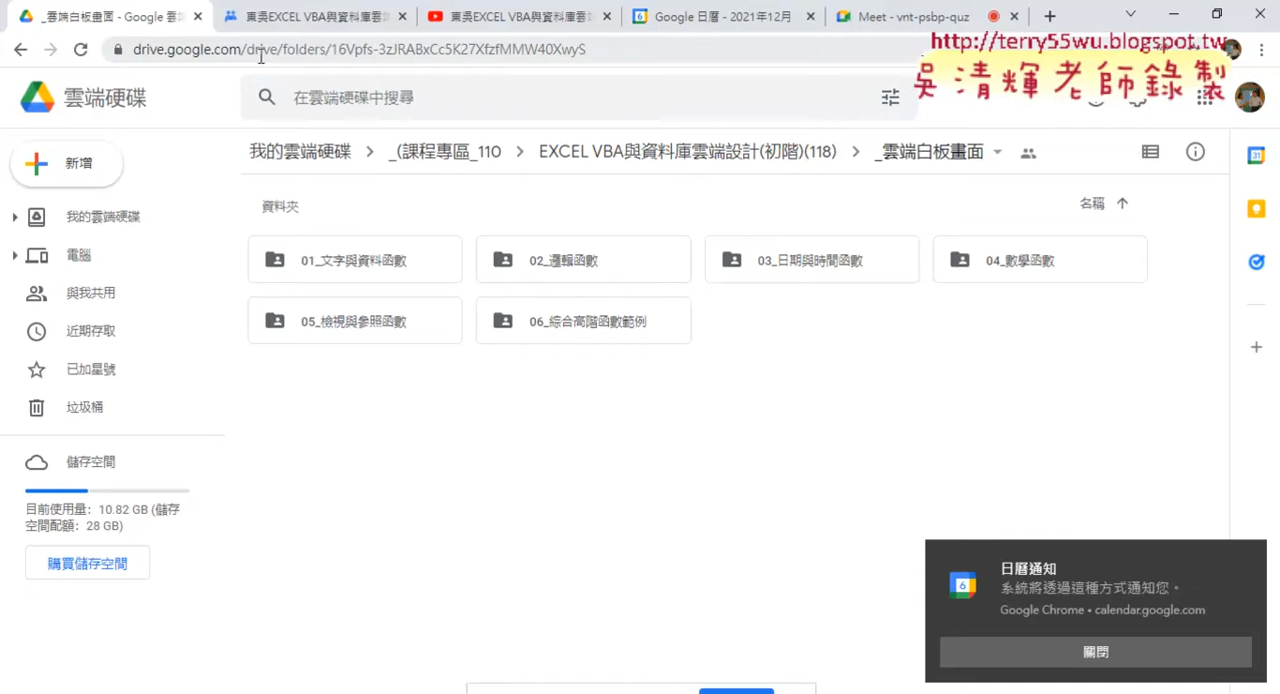 _雲端白板畫面 - Google 雲
東吳EXCEL VBA與資料庫雲
東吳EXCEL VBA與資料庫雲
Google 日曆 - 2021年12月
Meet - vnt-psbp-quz
drive.google.com/drive/folders/16Vpfs-3zJRABxCc5K27XfzfMMW40XwyS
http://terry55wu.blogspot.tw
吳清輝老師錄製
雲端硬碟
在雲端硬碟中搜尋
新增
我的雲端硬碟 > _(課程專區_110 > EXCEL VBA與資料庫雲端設計(初階)(118) > _雲端白板畫面
資料夾
名稱
我的雲端硬碟
電腦
與我共用
近期存取
已加星號
垃圾桶
儲存空間
目前使用量: 10.82 GB (儲存
空間配額: 28 GB)
購買儲存空間
01_文字與資料函數
02_邏輯函數
03_日期與時間函數
04_數學函數
05_檢視與參照函數
06_綜合高階函數範例
日曆通知
系統將透過這種方式通知您。
Google Chrome • calendar.google.com
關閉